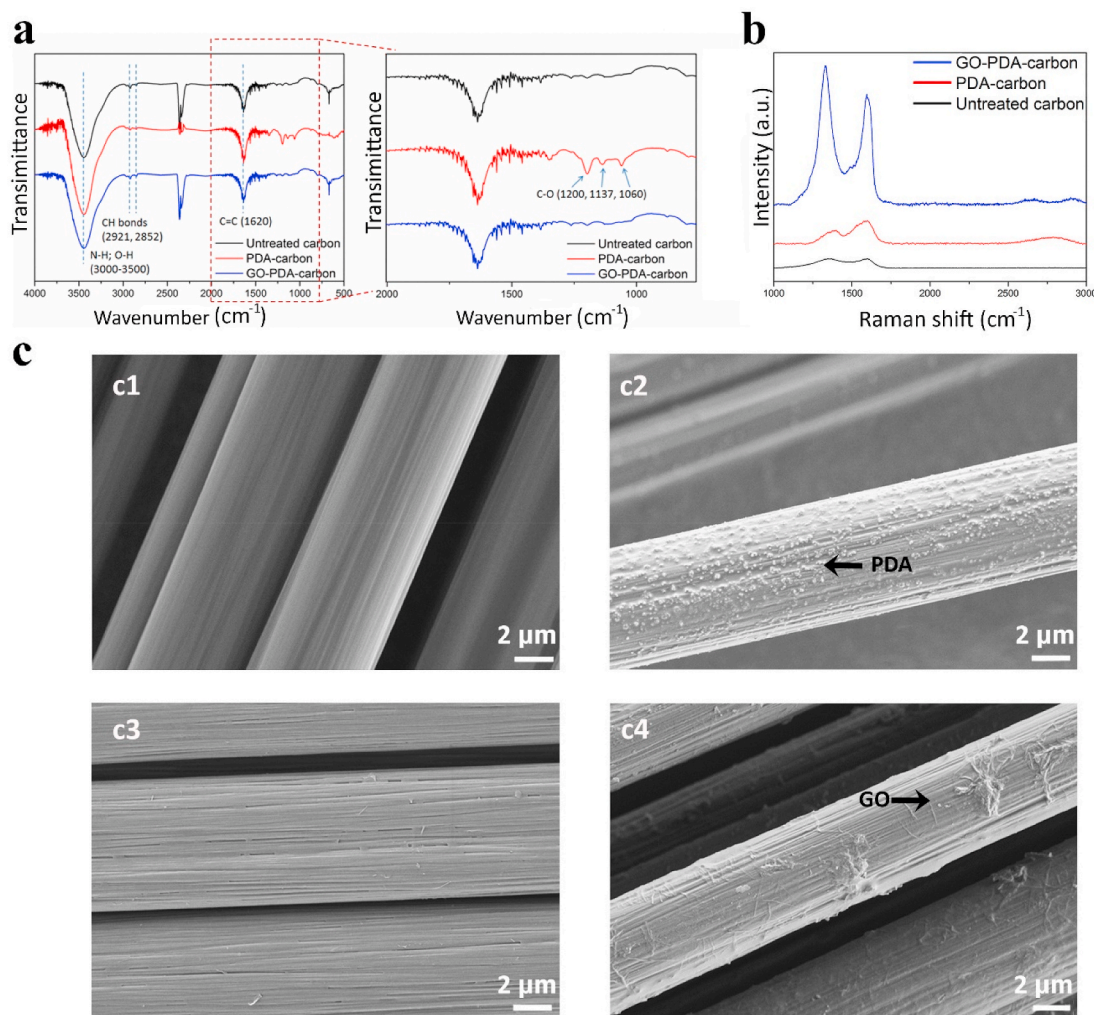 a
Transimittance
CH bonds
(2921, 2852)
N-H; O-H
(3000-3500)
C=C (1620)
Untreated carbon
PDA-carbon
GO-PDA-carbon
4000 3500 3000 2500 2000 1500 1000 500
Wavenumber (cm⁻¹)
Transimittance
C-O (1200, 1137, 1060)
Untreated carbon
PDA-carbon
GO-PDA-carbon
2000 1500 1000
Wavenumber (cm⁻¹)
b
Intensity (a.u.)
GO-PDA-carbon
PDA-carbon
Untreated carbon
1000 1500 2000 2500 3000
Raman shift (cm⁻¹)
c
c1
2 μm
c2
PDA
2 μm
c3
2 μm
c4
GO
2 μm